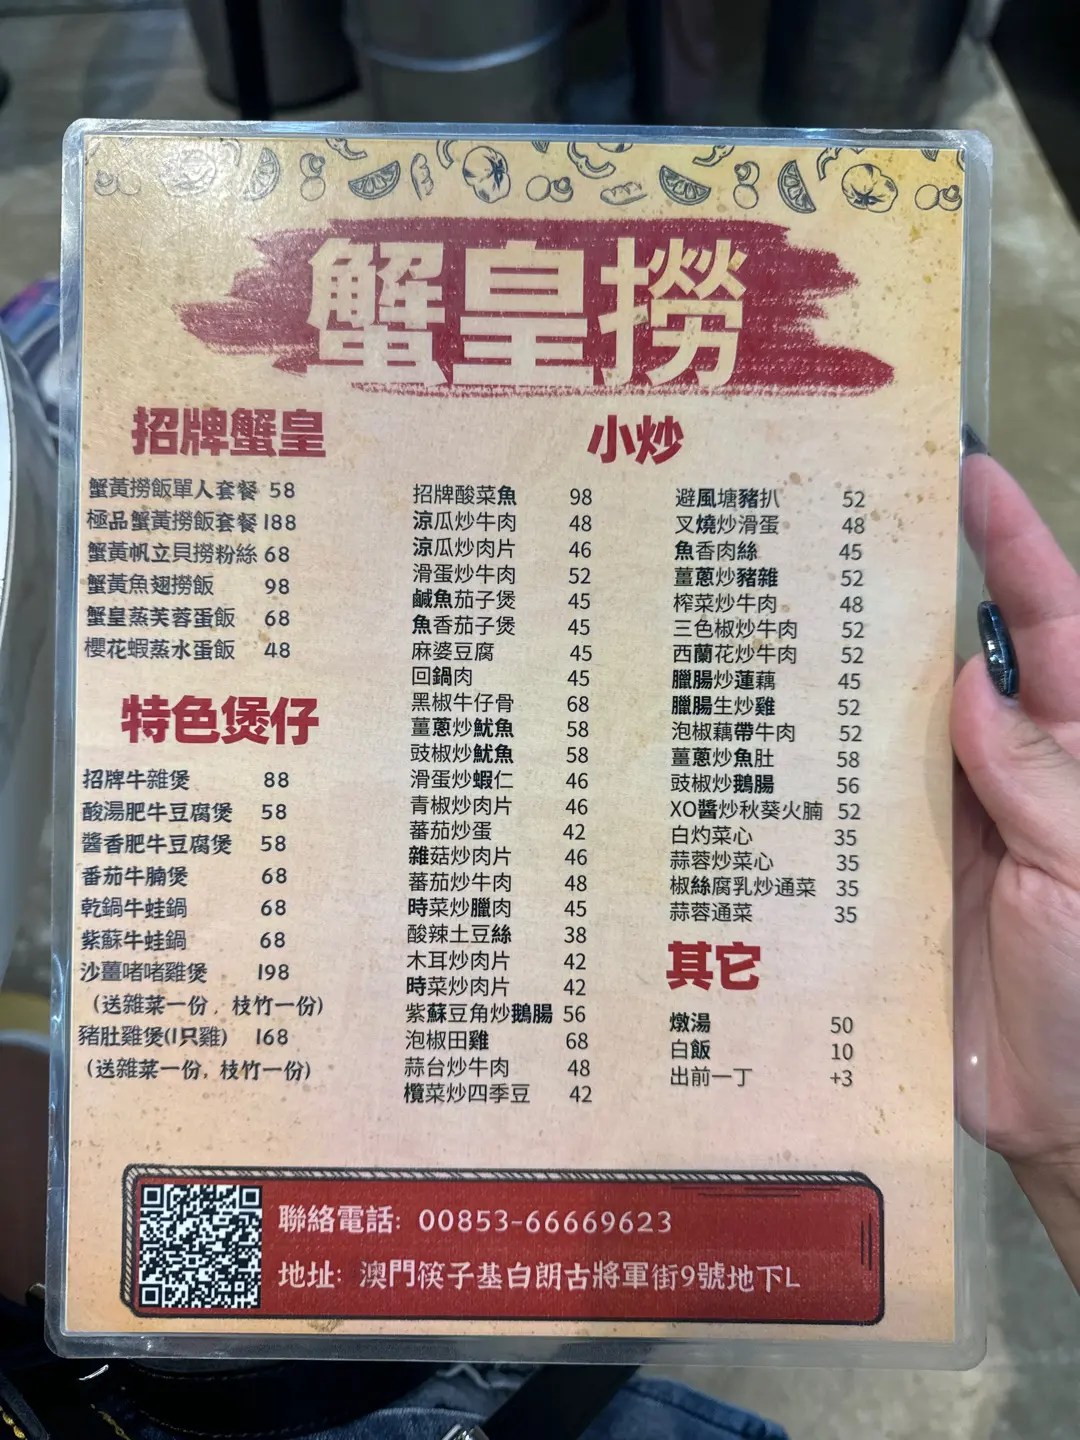 蟹皇撈
招牌蟹皇
蟹黃撈飯單人套餐 58
極品蟹黃撈飯套餐 188
蟹黃帆立貝撈粉絲 68
蟹黃魚翅撈飯 98
蟹皇蒸芙蓉蛋飯 68
櫻花蝦蒸水蛋飯 48
特色煲仔
招牌牛雜煲 88
酸湯肥牛豆腐煲 58
醬香肥牛豆腐煲 58
番茄牛腩煲 68
乾鍋牛蛙鍋 68
紫蘇牛蛙鍋 68
沙薑啫啫雞煲 198
（送雜菜一份，枝竹一份）
豬肚雞煲(1只雞) 168
（送雜菜一份，枝竹一份）
小炒
招牌酸菜魚 98
涼瓜炒牛肉 48
涼瓜炒肉片 46
滑蛋炒牛肉 52
鹹魚茄子煲 45
魚香茄子煲 45
麻婆豆腐 45
回鍋肉 45
黑椒牛仔骨 68
薑蔥炒魷魚 58
豉椒炒魷魚 58
滑蛋炒蝦仁 46
青椒炒肉片 46
蕃茄炒蛋 42
雜菇炒肉片 46
蕃茄炒牛肉 48
時菜炒臘肉 45
酸辣土豆絲 38
木耳炒肉片 42
時菜炒肉片 42
紫蘇豆角炒鵝腸 56
泡椒田雞 68
蒜台炒牛肉 48
欖菜炒四季豆 42
避風塘豬扒 52
叉燒炒滑蛋 48
魚香肉絲 45
薑蔥炒豬雜 52
榨菜炒牛肉 48
三色椒炒牛肉 52
西蘭花炒牛肉 52
臘腸炒蓮藕 45
臘腸生炒雞 52
泡椒藕帶牛肉 52
薑蔥炒魚肚 58
豉椒炒鵝腸 56
XO醬炒秋葵火腩 52
白灼菜心 35
蒜蓉炒菜心 35
椒絲腐乳炒通菜 35
蒜蓉通菜 35
其它
燉湯 50
白飯 10
出前一丁 +3
聯絡電話：00853-66669623
地址：澳門筷子基白朗古將軍街9號地下L